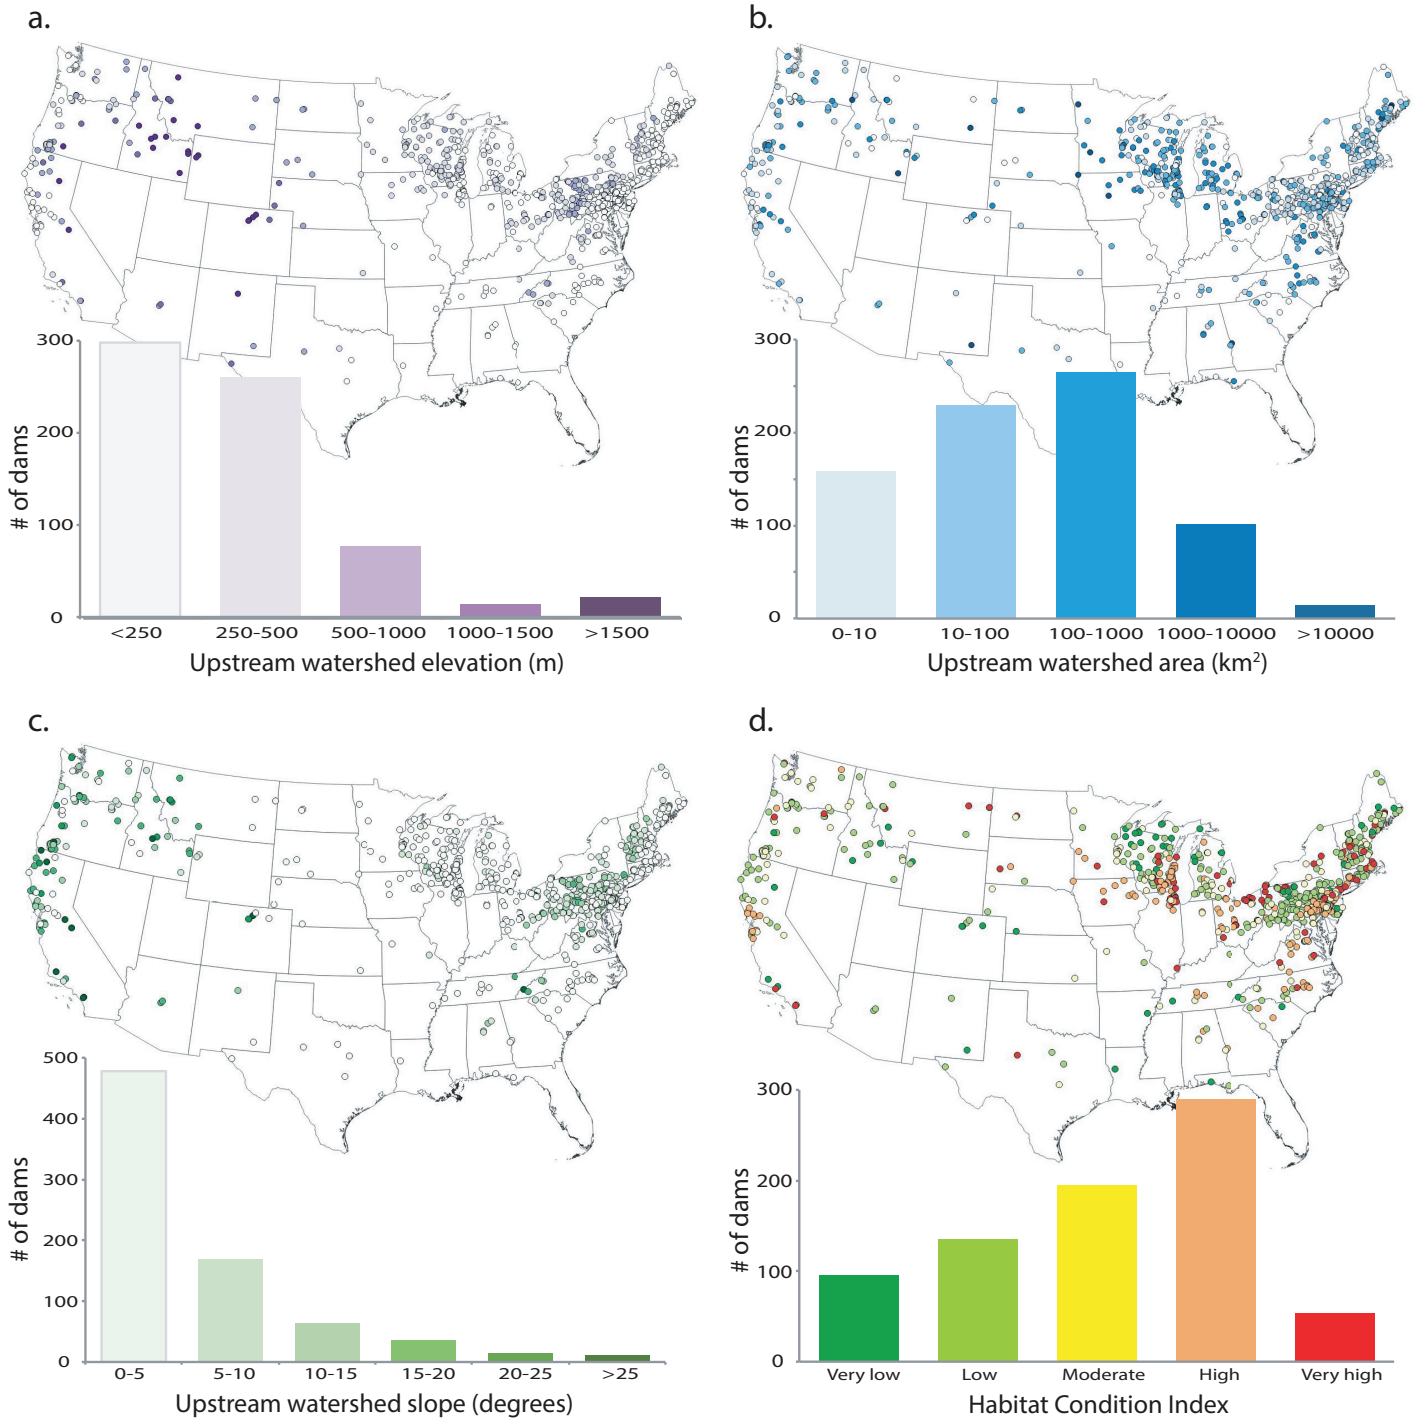 a.
300
200
100
0
# of dams
<250 250-500 500-1000 1000-1500 >1500
Upstream watershed elevation (m)
b.
300
200
100
0
# of dams
0-10 10-100 100-1000 1000-10000 >10000
Upstream watershed area (km²)
c.
500
400
300
200
100
0
# of dams
0-5 5-10 10-15 15-20 20-25 >25
Upstream watershed slope (degrees)
d.
300
200
100
0
# of dams
Very low Low Moderate High Very high
Habitat Condition Index